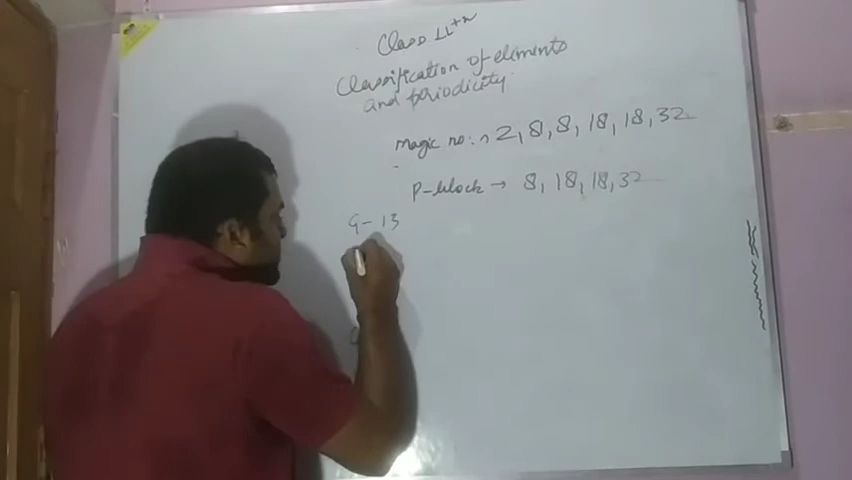 Class 11th
Classification of elements
and periodicity
Magic no:→ 2, 8, 8, 18, 18, 32
P-block → 8, 18, 18, 32
G-13